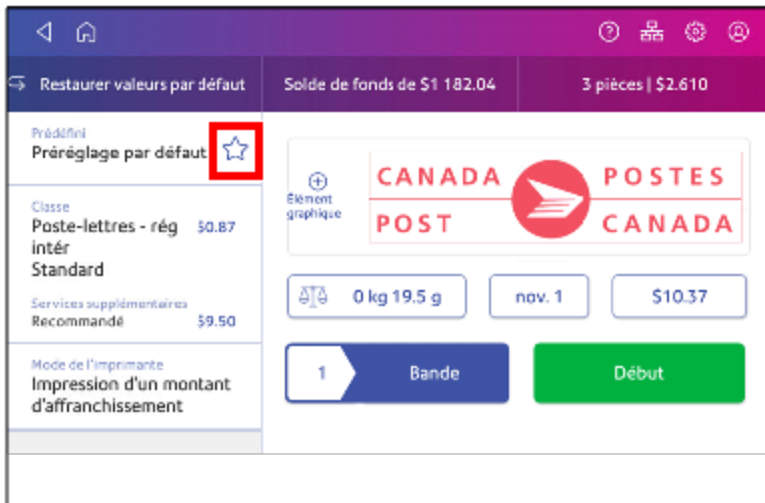 Restaurer valeurs par défaut
Solde de fonds de $1 182.04
3 pièces | $2.610
Prédéfini
Préréglage par défaut
Classe
Poste-lettres - rég $0.87
intér
Standard
Services supplémentaires
Recommandé $9.50
Mode de l'imprimante
Impression d'un montant
d'affranchissement
Élément
graphique
CANADA POSTES
POST CANADA
0 kg 19.5 g
nov. 1
$10.37
1 Bande
Début